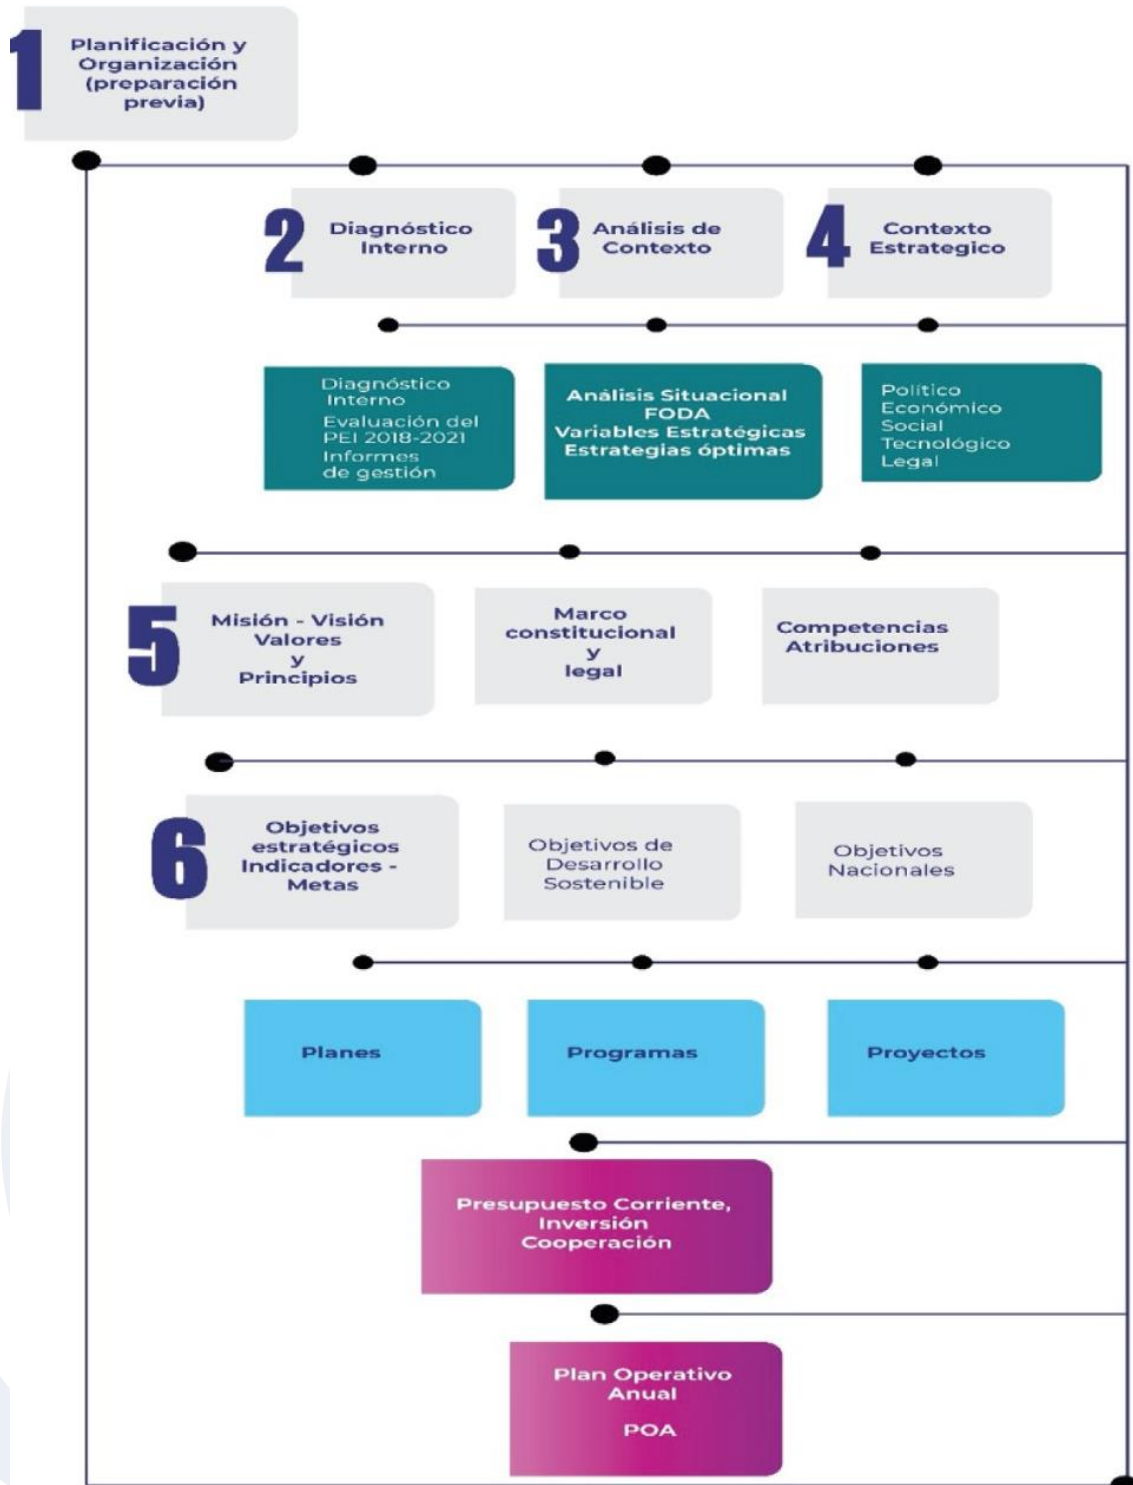 1
Planificación y
Organización
(preparación
previa)
2
Diagnóstico
Interno
3
Análisis de
Contexto
4
Contexto
Estrategico
Diagnóstico
Interno
Evaluación del
PEI 2018-2021
Informes
de gestión
Análisis Situacional
FODA
Variables Estratégicas
Estrategias óptimas
Político
Económico
Social
Tecnológico
Legal
5
Misión - Visión
Valores
y
Principios
Marco
constitucional
y
legal
Competencias
Atribuciones
6
Objetivos
estratégicos
Indicadores -
Metas
Objetivos de
Desarrollo
Sostenible
Objetivos
Nacionales
Planes
Programas
Proyectos
Presupuesto Corriente,
Inversión
Cooperación
Plan Operativo
Anual
POA